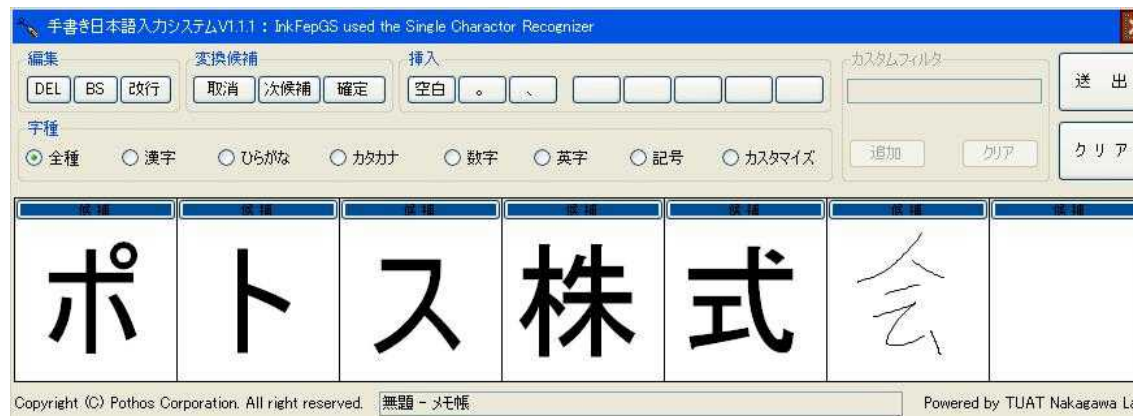 手書き日本語入力システムV1.1.1 : InkFepGS used the Single Charactor Recognizer
編集 変換候補 挿入 カスタムフィルタ
DEL BS 改行 取消 次候補 確定 空白 。 、 送 出
字種
全種 漢字 ひらがな カタカナ 数字 英字 記号 カスタマイズ 追加 クリア クリア
候補 候補 候補 候補 候補 候補 候補
ポ ト ス 株 式 会
Copyright (C) Pothos Corporation. All right reserved. 無題 - メモ帳 Powered by TUAT Nakagawa La